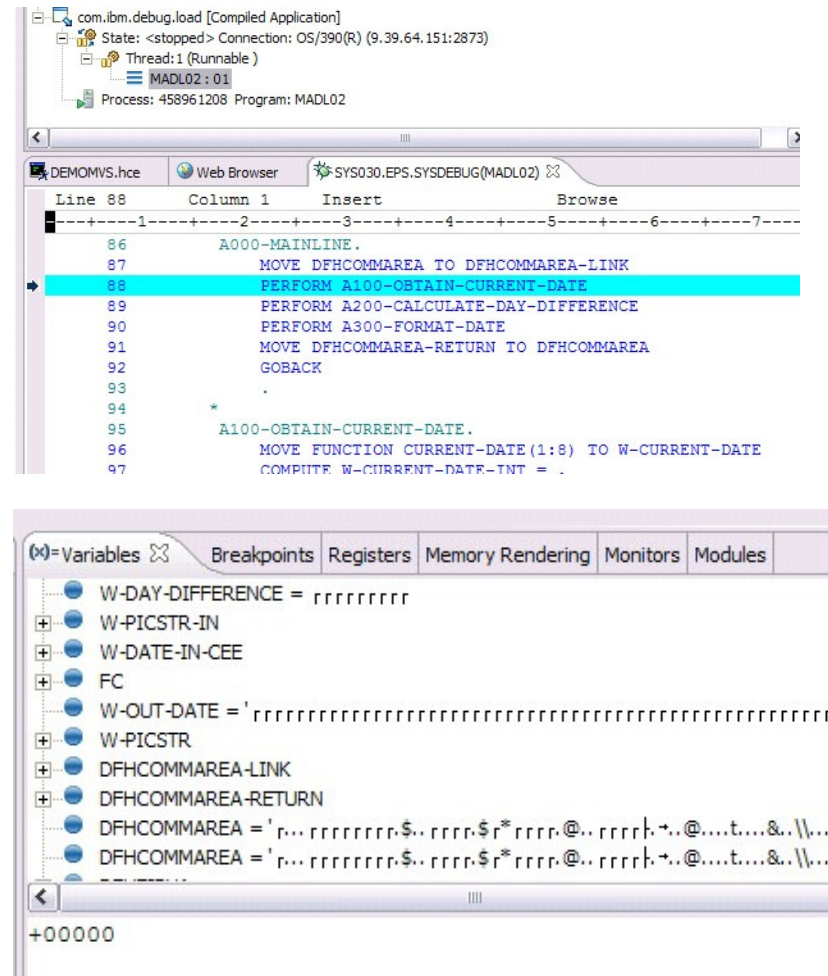 com.ibm.debug.load [Compiled Application]
State: <stopped> Connection: OS/390(R) (9.39.64.151:2873)
Thread:1 (Runnable )
MADL02 : 01
Process: 458961208 Program: MADL02
DEMOMVS.hce Web Browser SYS030.EPS.SYSDEBUG(MADL02)
Line 88 Column 1 Insert Browse
----+----1----+----2----+----3----+----4----+----5----+----6----+----7----
86 A000-MAINLINE.
87 MOVE DFHCOMMAREA TO DFHCOMMAREA-LINK
88 PERFORM A100-OBTAIN-CURRENT-DATE
89 PERFORM A200-CALCULATE-DAY-DIFFERENCE
90 PERFORM A300-FORMAT-DATE
91 MOVE DFHCOMMAREA-RETURN TO DFHCOMMAREA
92 GOBACK
93 .
94 *
95 A100-OBTAIN-CURRENT-DATE.
96 MOVE FUNCTION CURRENT-DATE(1:8) TO W-CURRENT-DATE
97 COMPUTE W-CURRENT-DATE-INT = .
(x)= Variables Breakpoints Registers Memory Rendering Monitors Modules
W-DAY-DIFFERENCE = ┌┌┌┌┌┌┌┌┌
W-PICSTR-IN
W-DATE-IN-CEE
FC
W-OUT-DATE = '
W-PICSTR
DFHCOMMAREA-LINK
DFHCOMMAREA-RETURN
DFHCOMMAREA = '┌... ┌┌┌┌┌┌┌┌.$.. ┌┌┌┌.$┌*┌┌┌┌.@.. ┌┌┌┌├.→..@....t....&..\\...
DFHCOMMAREA = '┌... ┌┌┌┌┌┌┌┌.$.. ┌┌┌┌.$┌*┌┌┌┌.@.. ┌┌┌┌├.→..@....t....&..\\...
+00000